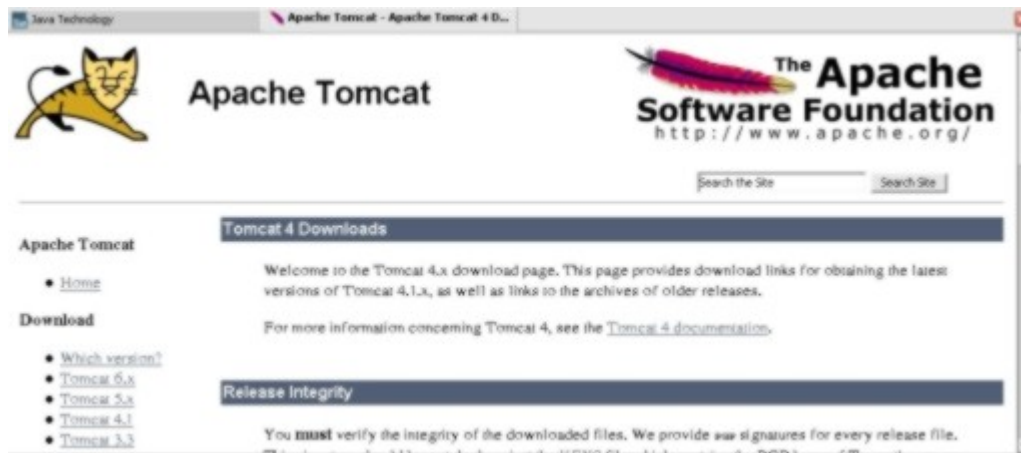 Java Technology
Apache Tomcat - Apache Tomcat 4 D...
Apache Tomcat
The Apache
Software Foundation
http://www.apache.org/
Search the Site
Search Site
Apache Tomcat
Home
Download
Which version?
Tomcat 6.x
Tomcat 5.x
Tomcat 4.1
Tomcat 3.3
Tomcat 4 Downloads
Welcome to the Tomcat 4.x download page. This page provides download links for obtaining the latest
versions of Tomcat 4.1.x, as well as links to the archives of older releases.
For more information concerning Tomcat 4, see the Tomcat 4 documentation.
Release Integrity
You must verify the integrity of the downloaded files. We provide signatures for every release file.